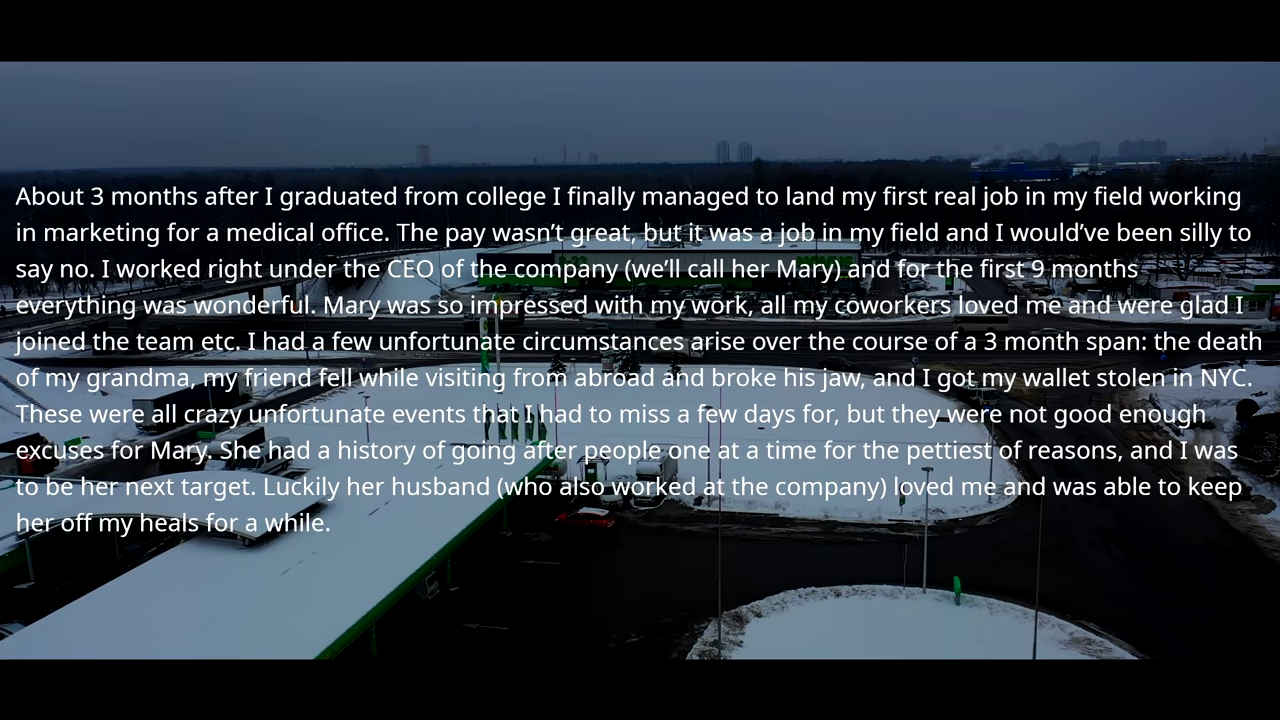 About 3 months after I graduated from college I finally managed to land my first real job in my field working
in marketing for a medical office. The pay wasn’t great, but it was a job in my field and I would’ve been silly to
say no. I worked right under the CEO of the company (we’ll call her Mary) and for the first 9 months
everything was wonderful. Mary was so impressed with my work, all my coworkers loved me and were glad I
joined the team etc. I had a few unfortunate circumstances arise over the course of a 3 month span: the death
of my grandma, my friend fell while visiting from abroad and broke his jaw, and I got my wallet stolen in NYC.
These were all crazy unfortunate events that I had to miss a few days for, but they were not good enough
excuses for Mary. She had a history of going after people one at a time for the pettiest of reasons, and I was
to be her next target. Luckily her husband (who also worked at the company) loved me and was able to keep
her off my heals for a while.